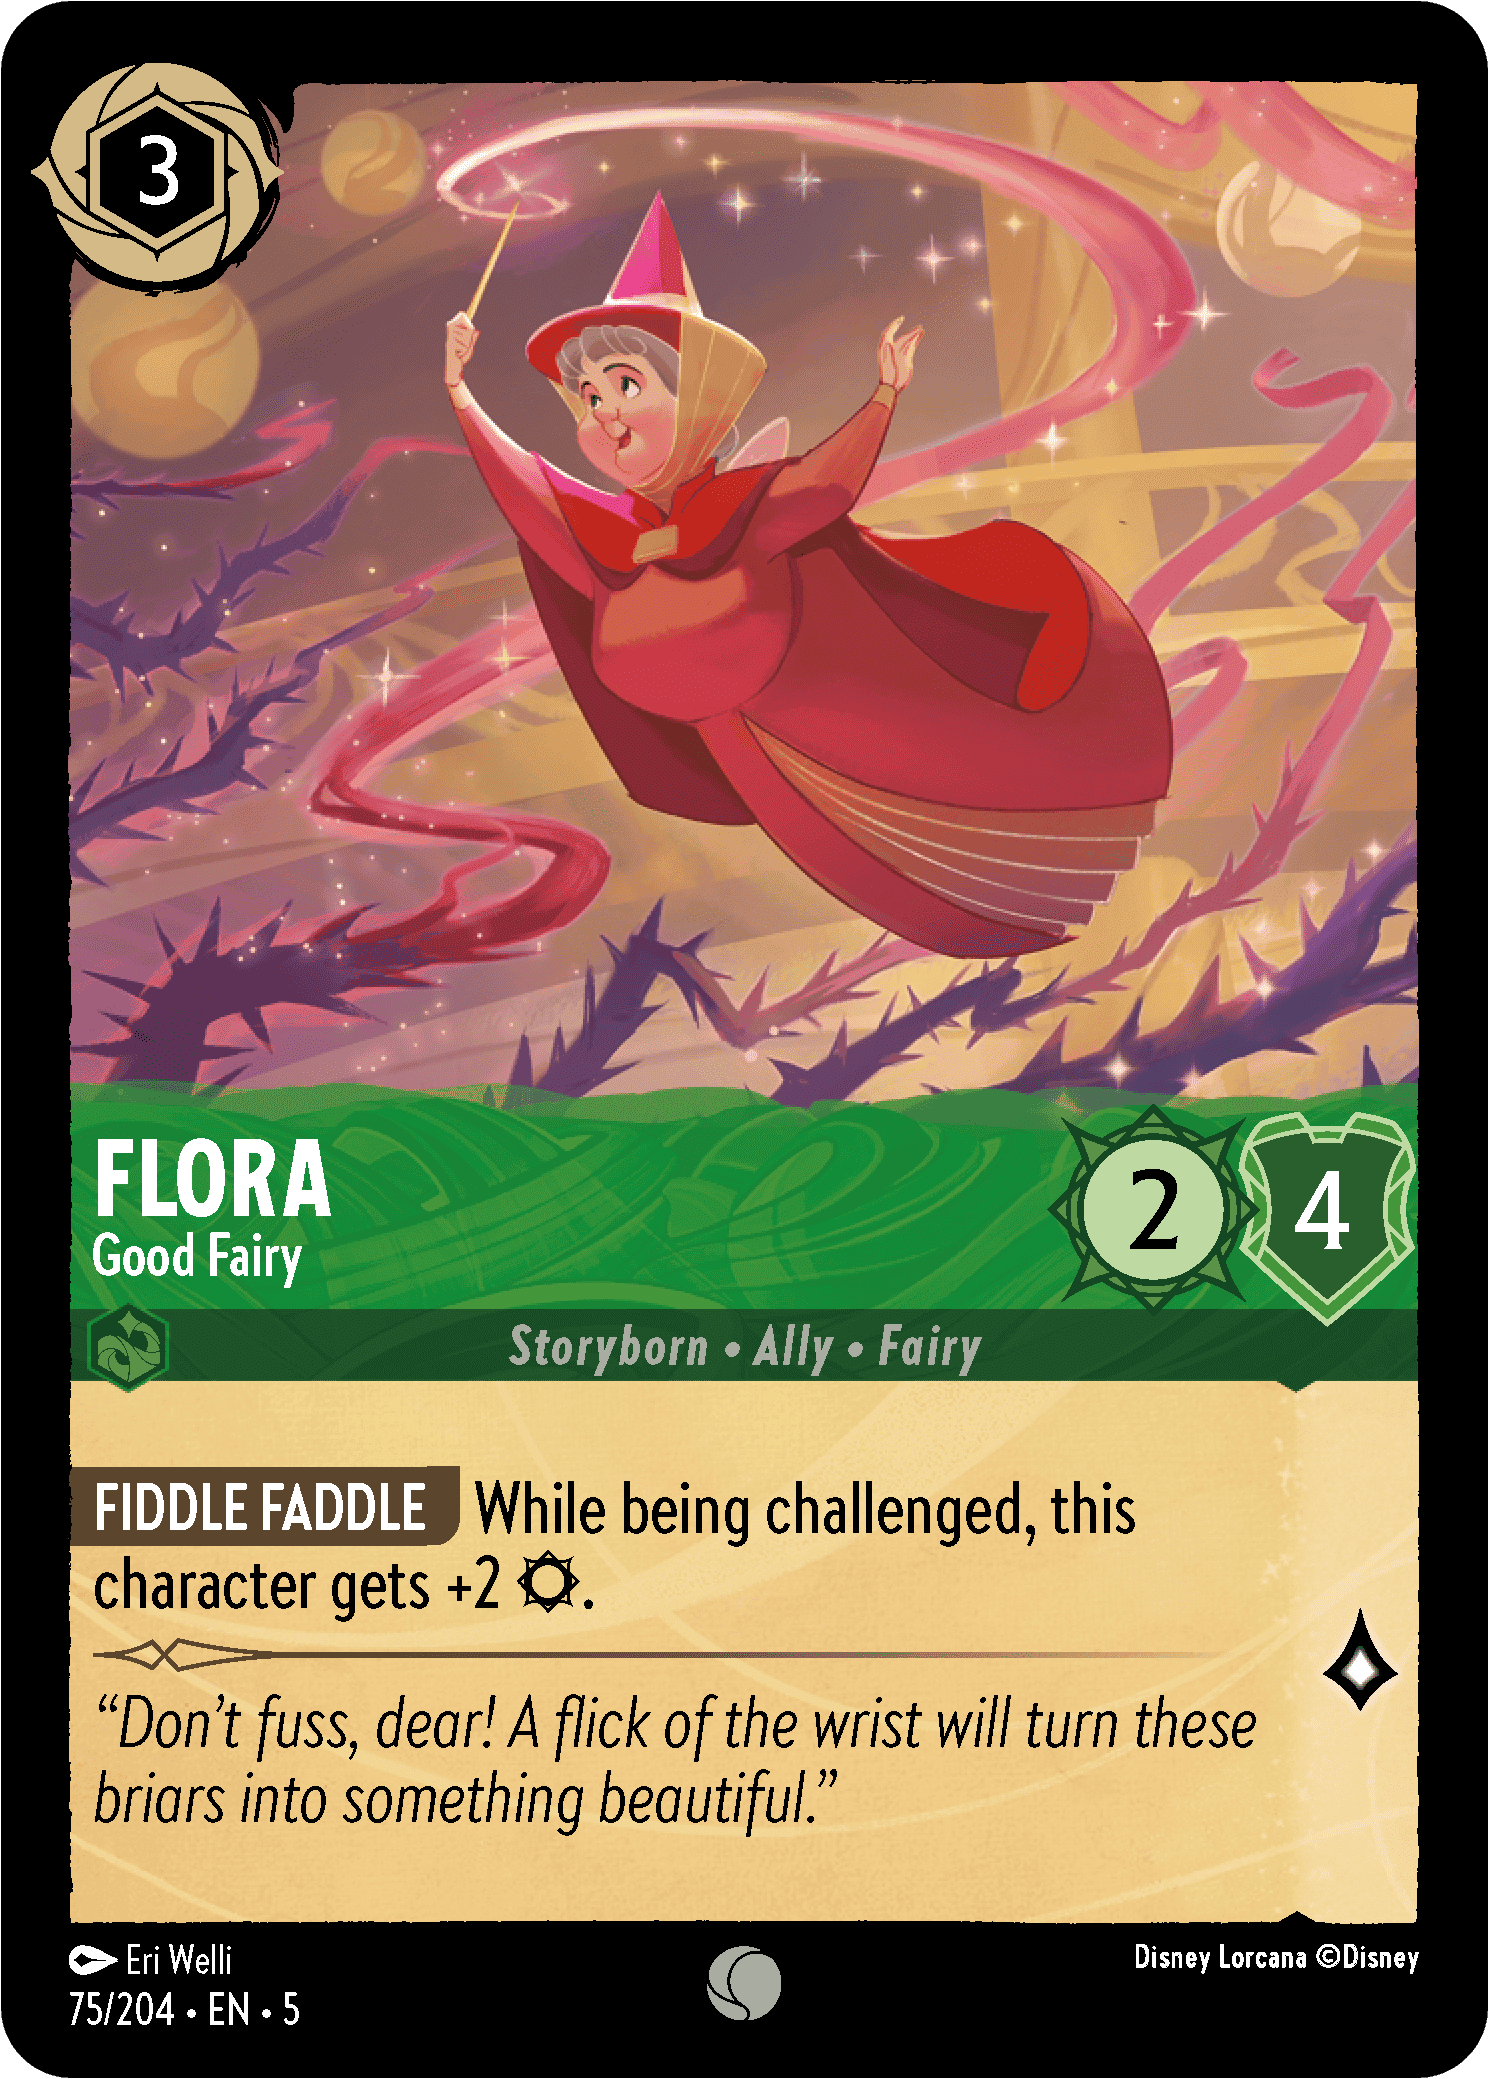 3
FLORA
Good Fairy
2
4
Storyborn • Ally • Fairy
FIDDLE FADDLE While being challenged, this
character gets +2 .
“Don’t fuss, dear! A flick of the wrist will turn these
briars into something beautiful.”
Eri Welli
Disney Lorcana ©Disney
75/204 • EN • 5